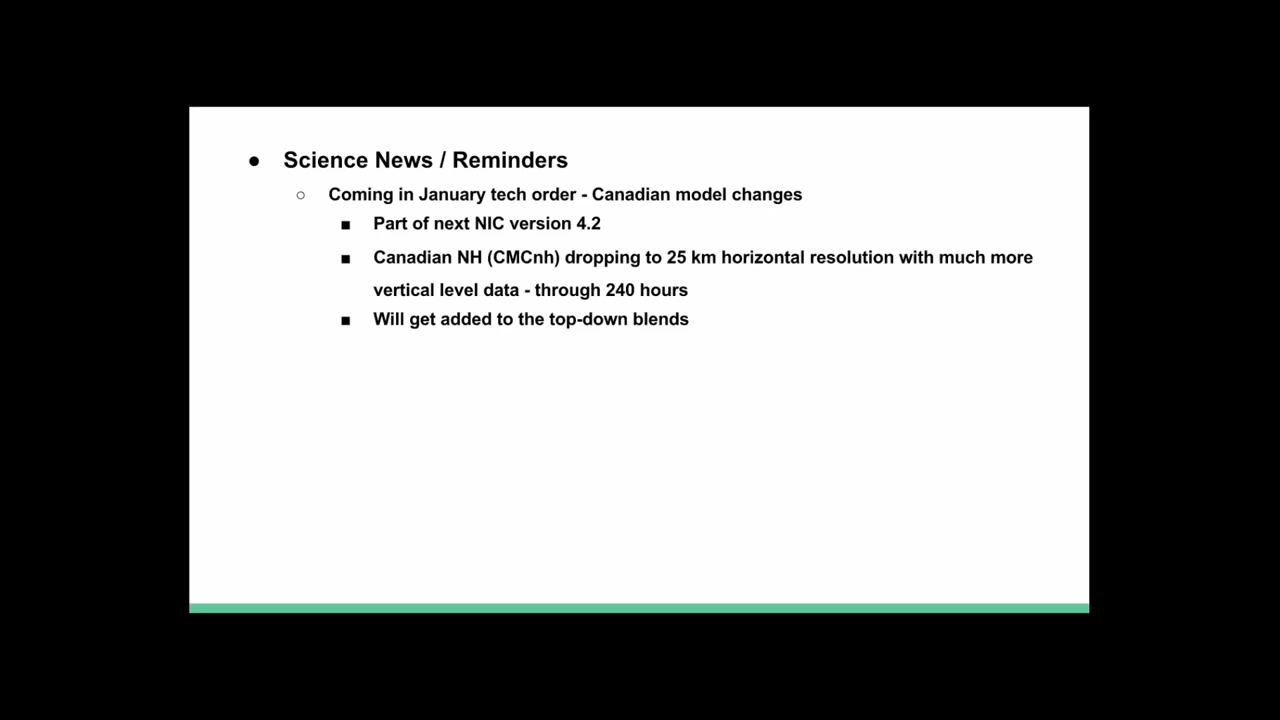 ● Science News / Reminders
○ Coming in January tech order - Canadian model changes
■ Part of next NIC version 4.2
■ Canadian NH (CMCnh) dropping to 25 km horizontal resolution with much more
vertical level data - through 240 hours
■ Will get added to the top-down blends